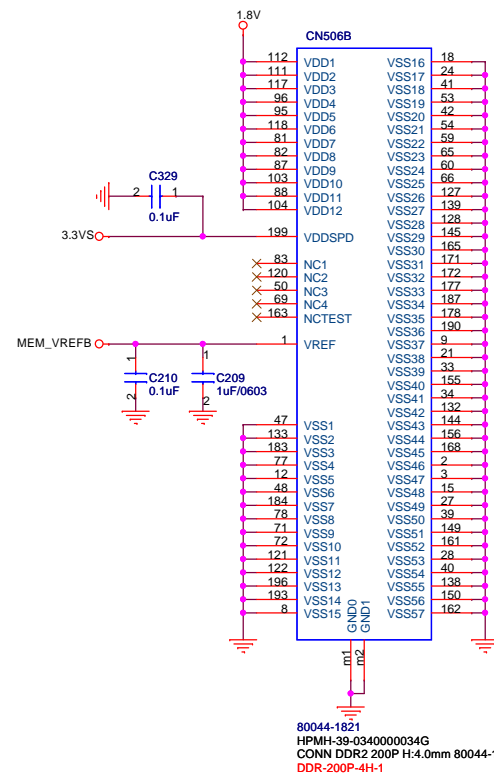 1.8V
CN506B
112 VDD1 VSS16 18
111 VDD2 VSS17 24
117 VDD3 VSS18 41
96 VDD4 VSS19 53
95 VDD5 VSS20 42
118 VDD6 VSS21 54
81 VDD7 VSS22 59
82 VDD8 VSS23 65
87 VDD9 VSS24 60
103 VDD10 VSS25 66
88 VDD11 VSS26 127
104 VDD12 VSS27 139
VSS28 128
C329
2 1
0.1uF
3.3VS 199 VDDSPD VSS29 145
VSS30 165
83 NC1 VSS31 171
120 NC2 VSS32 172
50 NC3 VSS33 177
69 NC4 VSS34 187
163 NCTEST VSS35 178
VSS36 190
MEM_VREFB 1 VREF VSS37 9
VSS38 21
1 1
C210 C209
0.1uF 1uF/0603
2 2
VSS39 33
VSS40 155
VSS41 34
VSS42 132
47 VSS1 VSS43 144
133 VSS2 VSS44 156
183 VSS3 VSS45 168
77 VSS4 VSS46 2
12 VSS5 VSS47 3
48 VSS6 VSS48 15
184 VSS7 VSS49 27
78 VSS8 VSS50 39
71 VSS9 VSS51 149
72 VSS10 VSS52 161
121 VSS11 VSS53 28
122 VSS12 VSS54 40
196 VSS13 VSS55 138
193 VSS14 VSS56 150
8 VSS15 VSS57 162
GND0
GND1
m1
m2
80044-1821
HPMH-39-0340000034G
CONN DDR2 200P H:4.0mm 80044-1
DDR-200P-4H-1